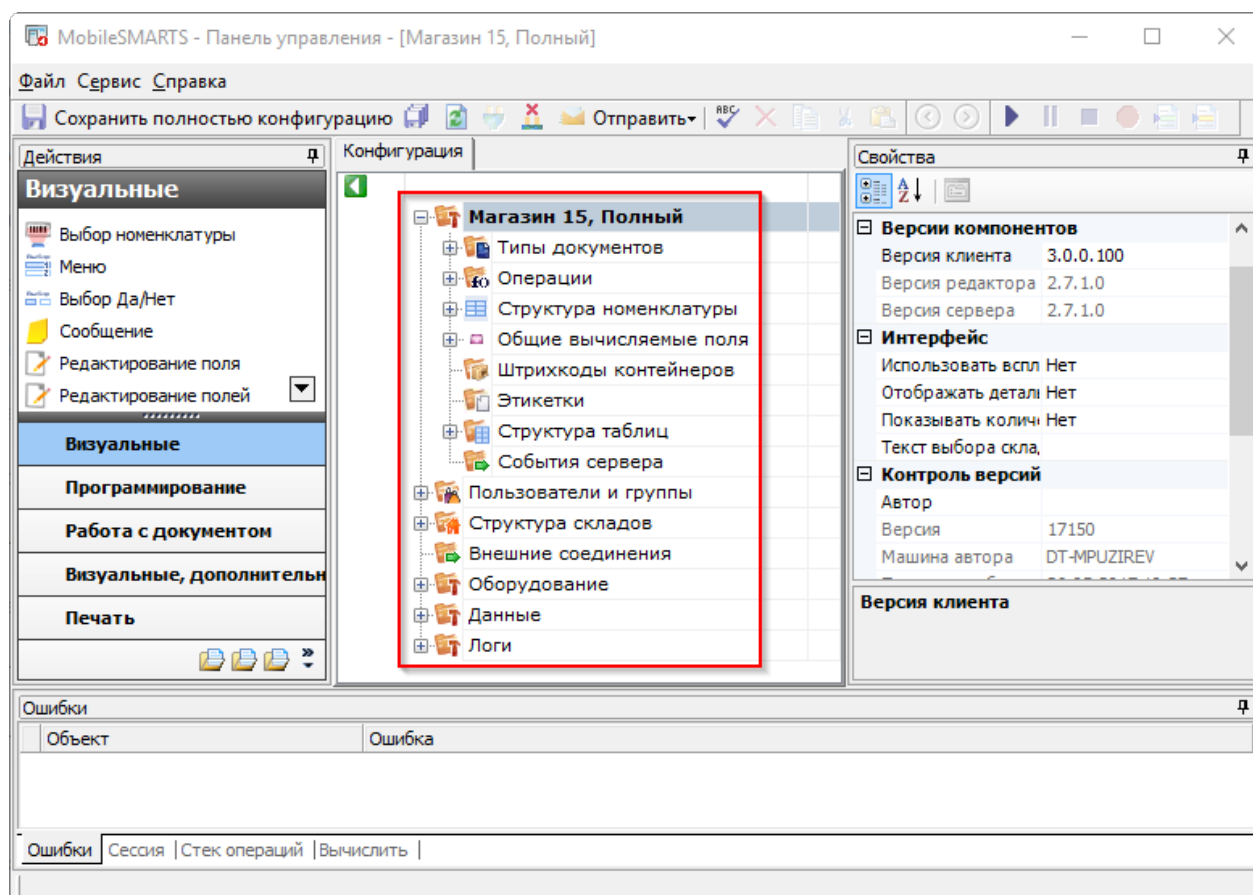 MobileSMARTS - Панель управления - [Магазин 15, Полный]
Файл Сервис Справка
Сохранить полностью конфигурацию Отправить
Действия
Визуальные
Выбор номенклатуры
Меню
Выбор Да/Нет
Сообщение
Редактирование поля
Редактирование полей
Визуальные
Программирование
Работа с документом
Визуальные, дополнительн
Печать
Конфигурация
Магазин 15, Полный
Типы документов
Операции
Структура номенклатуры
Общие вычисляемые поля
Штрихкоды контейнеров
Этикетки
Структура таблиц
События сервера
Пользователи и группы
Структура складов
Внешние соединения
Оборудование
Данные
Логи
Свойства
Версии компонентов
Версия клиента 3.0.0.100
Версия редактора 2.7.1.0
Версия сервера 2.7.1.0
Интерфейс
Использовать вспл Нет
Отображать детал Нет
Показывать колич Нет
Текст выбора скла
Контроль версий
Автор
Версия 17150
Машина автора DT-MPUZIREV
Версия клиента
Ошибки
Объект Ошибка
Ошибки Сессия Стек операций Вычислить